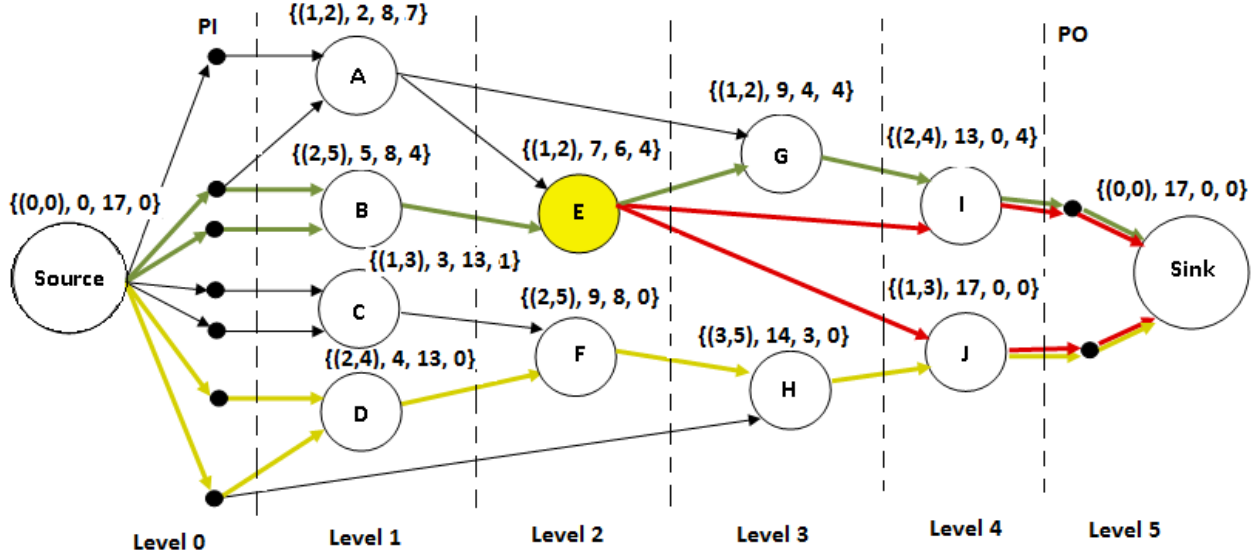 {(1,2), 2, 8, 7}
PI
PO
A
{(1,2), 9, 4, 4}
{(2,4), 13, 0, 4}
{(2,5), 5, 8, 4}
{(1,2), 7, 6, 4}
G
{(0,0), 17, 0, 0}
{(0,0), 0, 17, 0}
B
E
I
Source
{(1,3), 3, 13, 1}
Sink
C
{(2,5), 9, 8, 0}
{(1,3), 17, 0, 0}
{(2,4), 4, 13, 0}
F
{(3,5), 14, 3, 0}
J
D
H
Level 0
Level 1
Level 2
Level 3
Level 4
Level 5